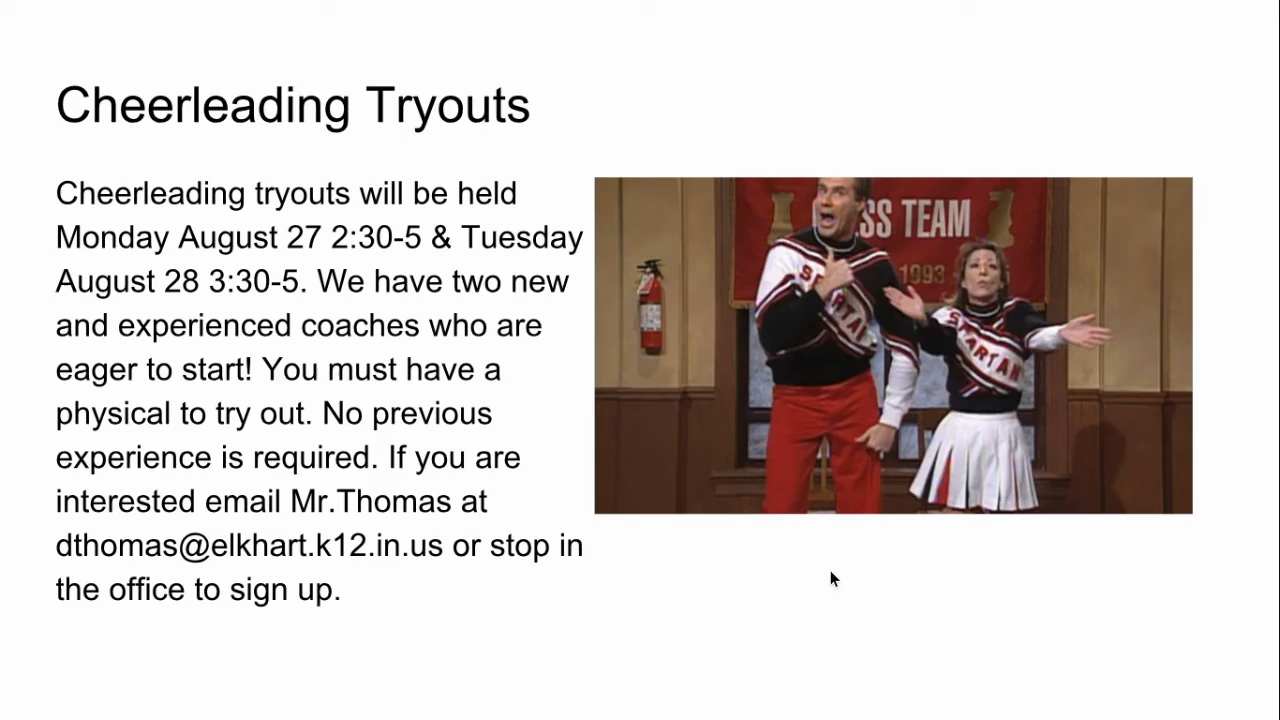 Cheerleading Tryouts
Cheerleading tryouts will be held
Monday August 27 2:30-5 & Tuesday
August 28 3:30-5. We have two new
and experienced coaches who are
eager to start! You must have a
physical to try out. No previous
experience is required. If you are
interested email Mr.Thomas at
dthomas@elkhart.k12.in.us or stop in
the office to sign up.
TEAM
1993
SPARTAN